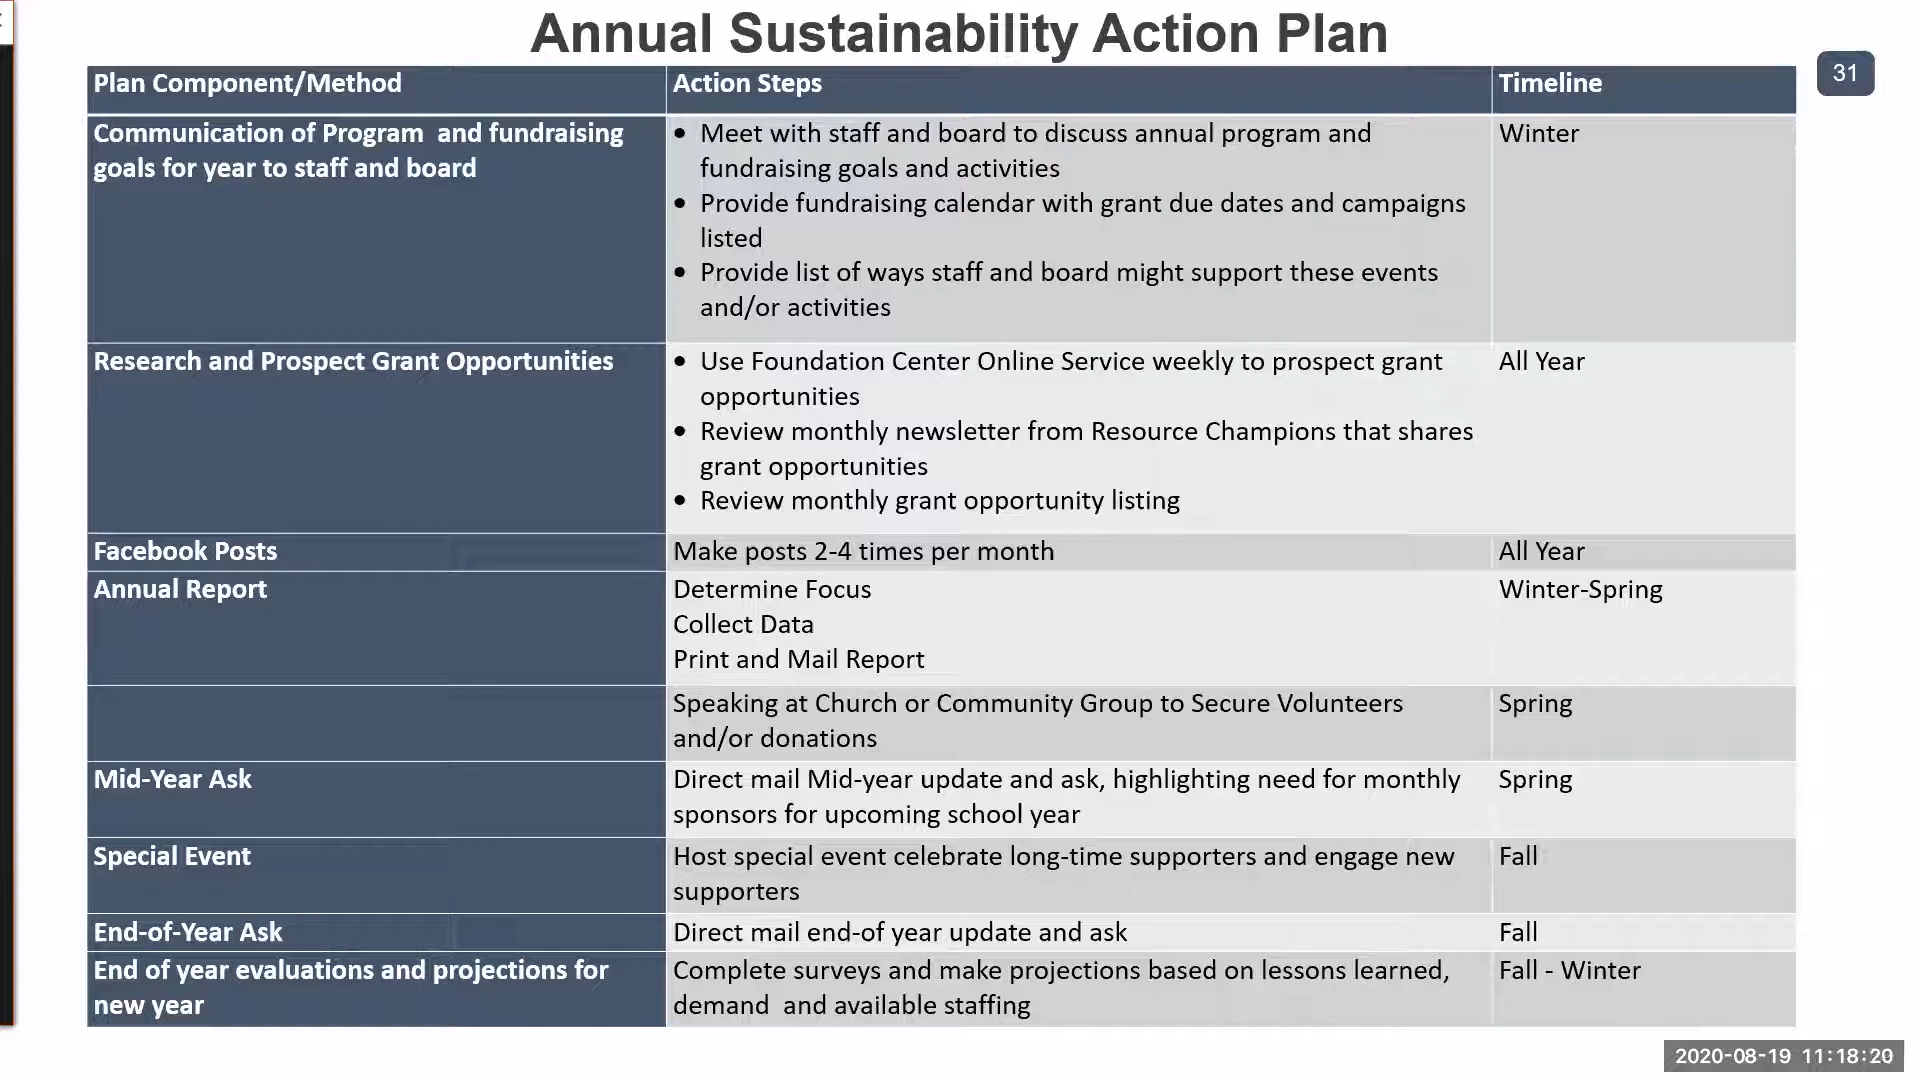 Annual Sustainability Action Plan
31
Plan Component/Method
Action Steps
Timeline
Communication of Program  and fundraising
goals for year to staff and board
• Meet with staff and board to discuss annual program and
fundraising goals and activities
• Provide fundraising calendar with grant due dates and campaigns
listed
• Provide list of ways staff and board might support these events
and/or activities
Winter
Research and Prospect Grant Opportunities
• Use Foundation Center Online Service weekly to prospect grant
opportunities
• Review monthly newsletter from Resource Champions that shares
grant opportunities
• Review monthly grant opportunity listing
All Year
Facebook Posts
Make posts 2-4 times per month
All Year
Annual Report
Determine Focus
Collect Data
Print and Mail Report
Winter-Spring
Speaking at Church or Community Group to Secure Volunteers
and/or donations
Spring
Mid-Year Ask
Direct mail Mid-year update and ask, highlighting need for monthly
sponsors for upcoming school year
Spring
Special Event
Host special event celebrate long-time supporters and engage new
supporters
Fall
End-of-Year Ask
Direct mail end-of year update and ask
Fall
End of year evaluations and projections for
new year
Complete surveys and make projections based on lessons learned,
demand  and available staffing
Fall - Winter
2020-08-19 11:18:20